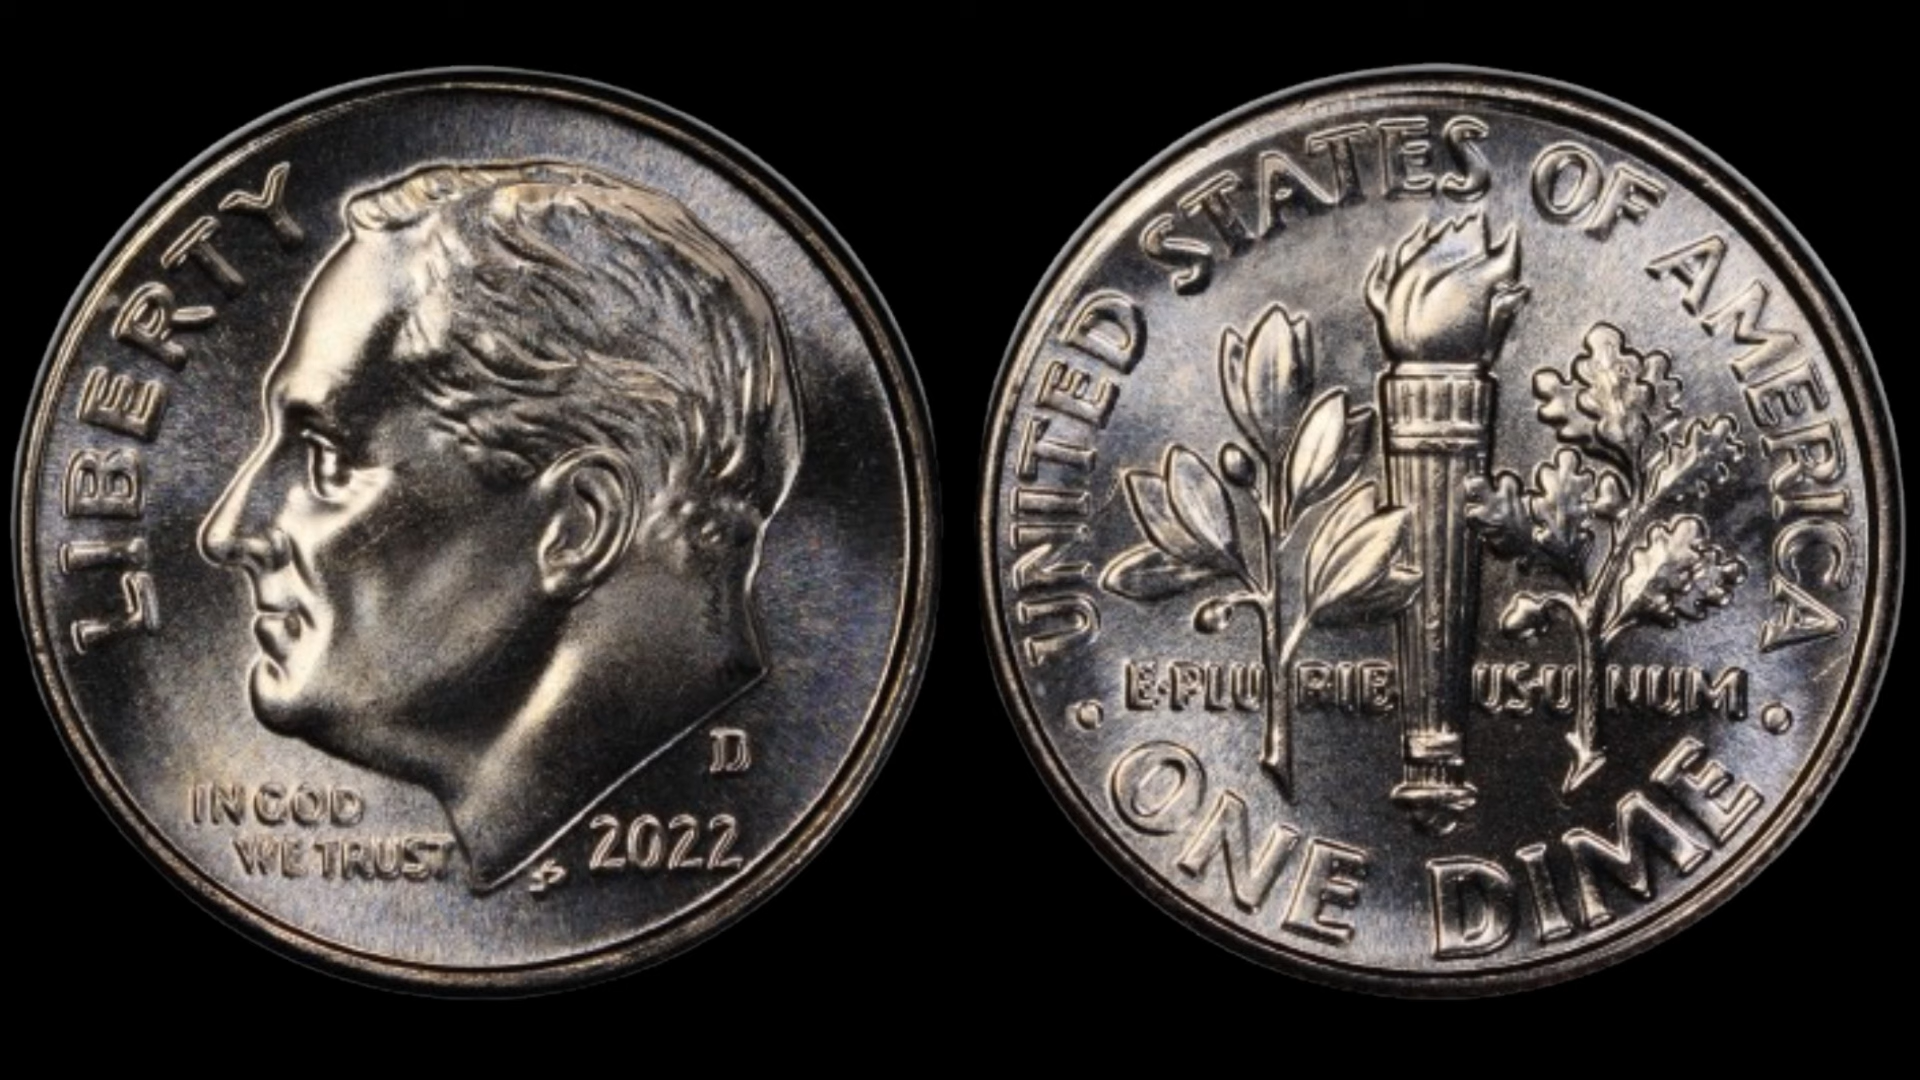 LIBERTY
IN GOD
WE TRUST
JS
2022
D
UNITED STATES OF AMERICA
E·PLURIBUS·UNUM
· ONE DIME ·